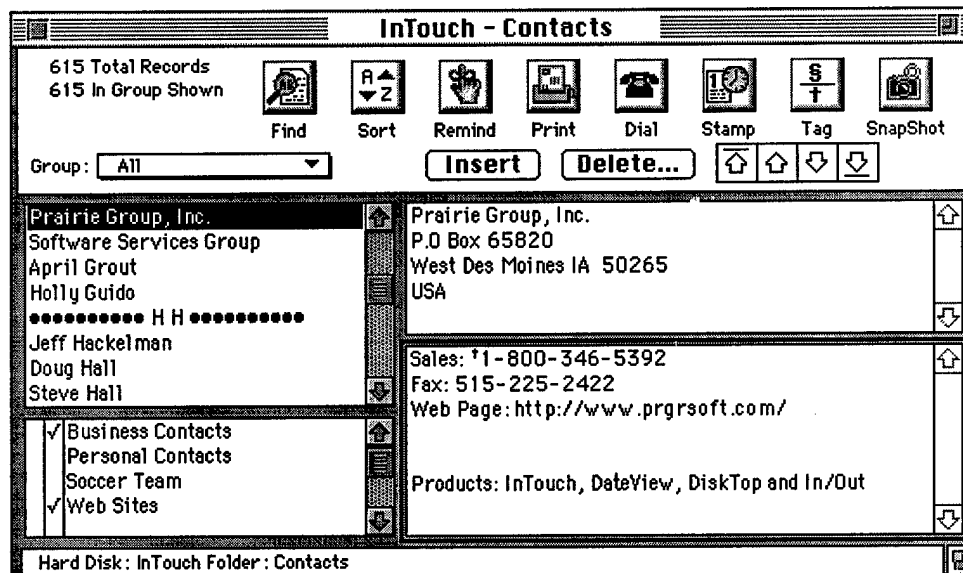 InTouch - Contacts
615 Total Records
615 In Group Shown
Find Sort Remind Print Dial Stamp Tag SnapShot
Group: All Insert Delete...
Prairie Group, Inc.
Software Services Group
April Grout
Holly Guido
•••••••••• H H ••••••••••
Jeff Hackelman
Doug Hall
Steve Hall
Prairie Group, Inc.
P.O Box 65820
West Des Moines IA 50265
USA
Sales: †1-800-346-5392
Fax: 515-225-2422
Web Page: http://www.prgrsoft.com/
Products: InTouch, DateView, DiskTop and In/Out
✓ Business Contacts
Personal Contacts
Soccer Team
✓ Web Sites
Hard Disk: InTouch Folder: Contacts